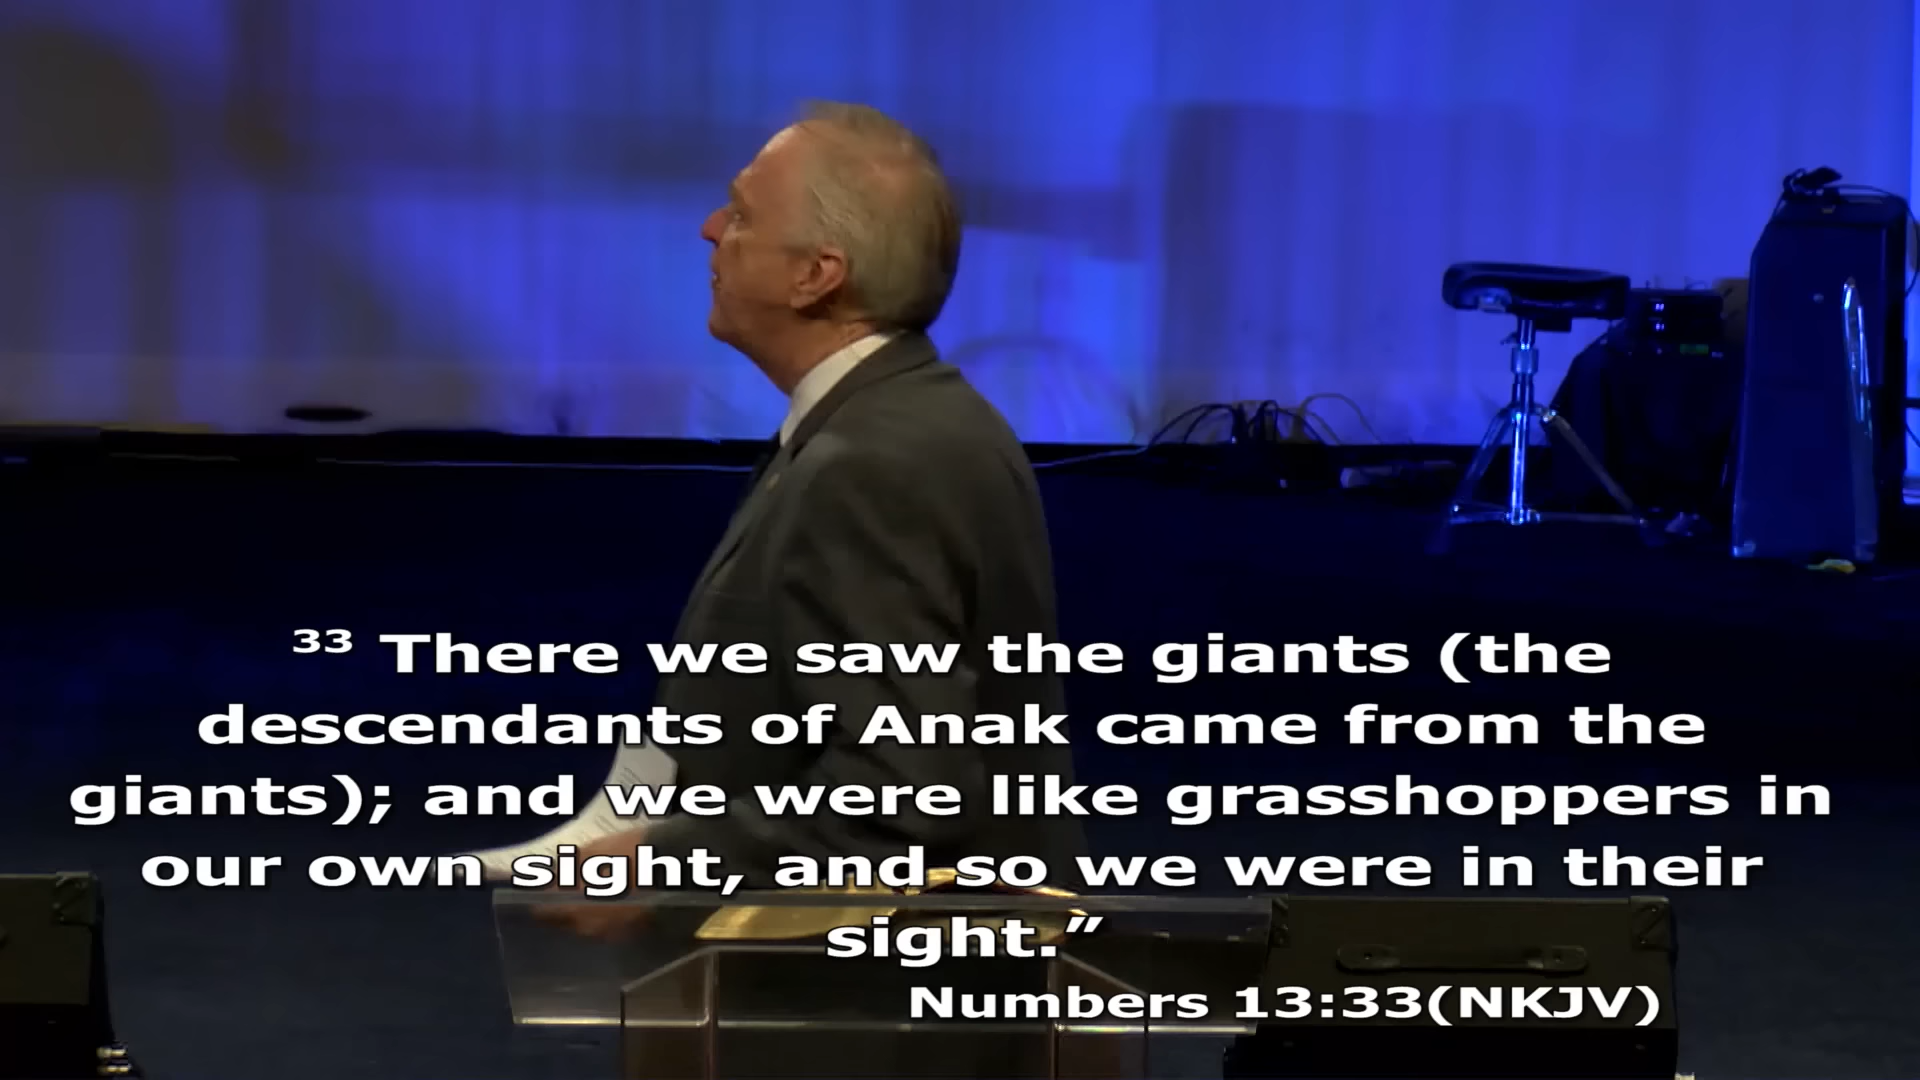 33 There we saw the giants (the
descendants of Anak came from the
giants); and we were like grasshoppers in
our own sight, and so we were in their
sight.”
Numbers 13:33(NKJV)